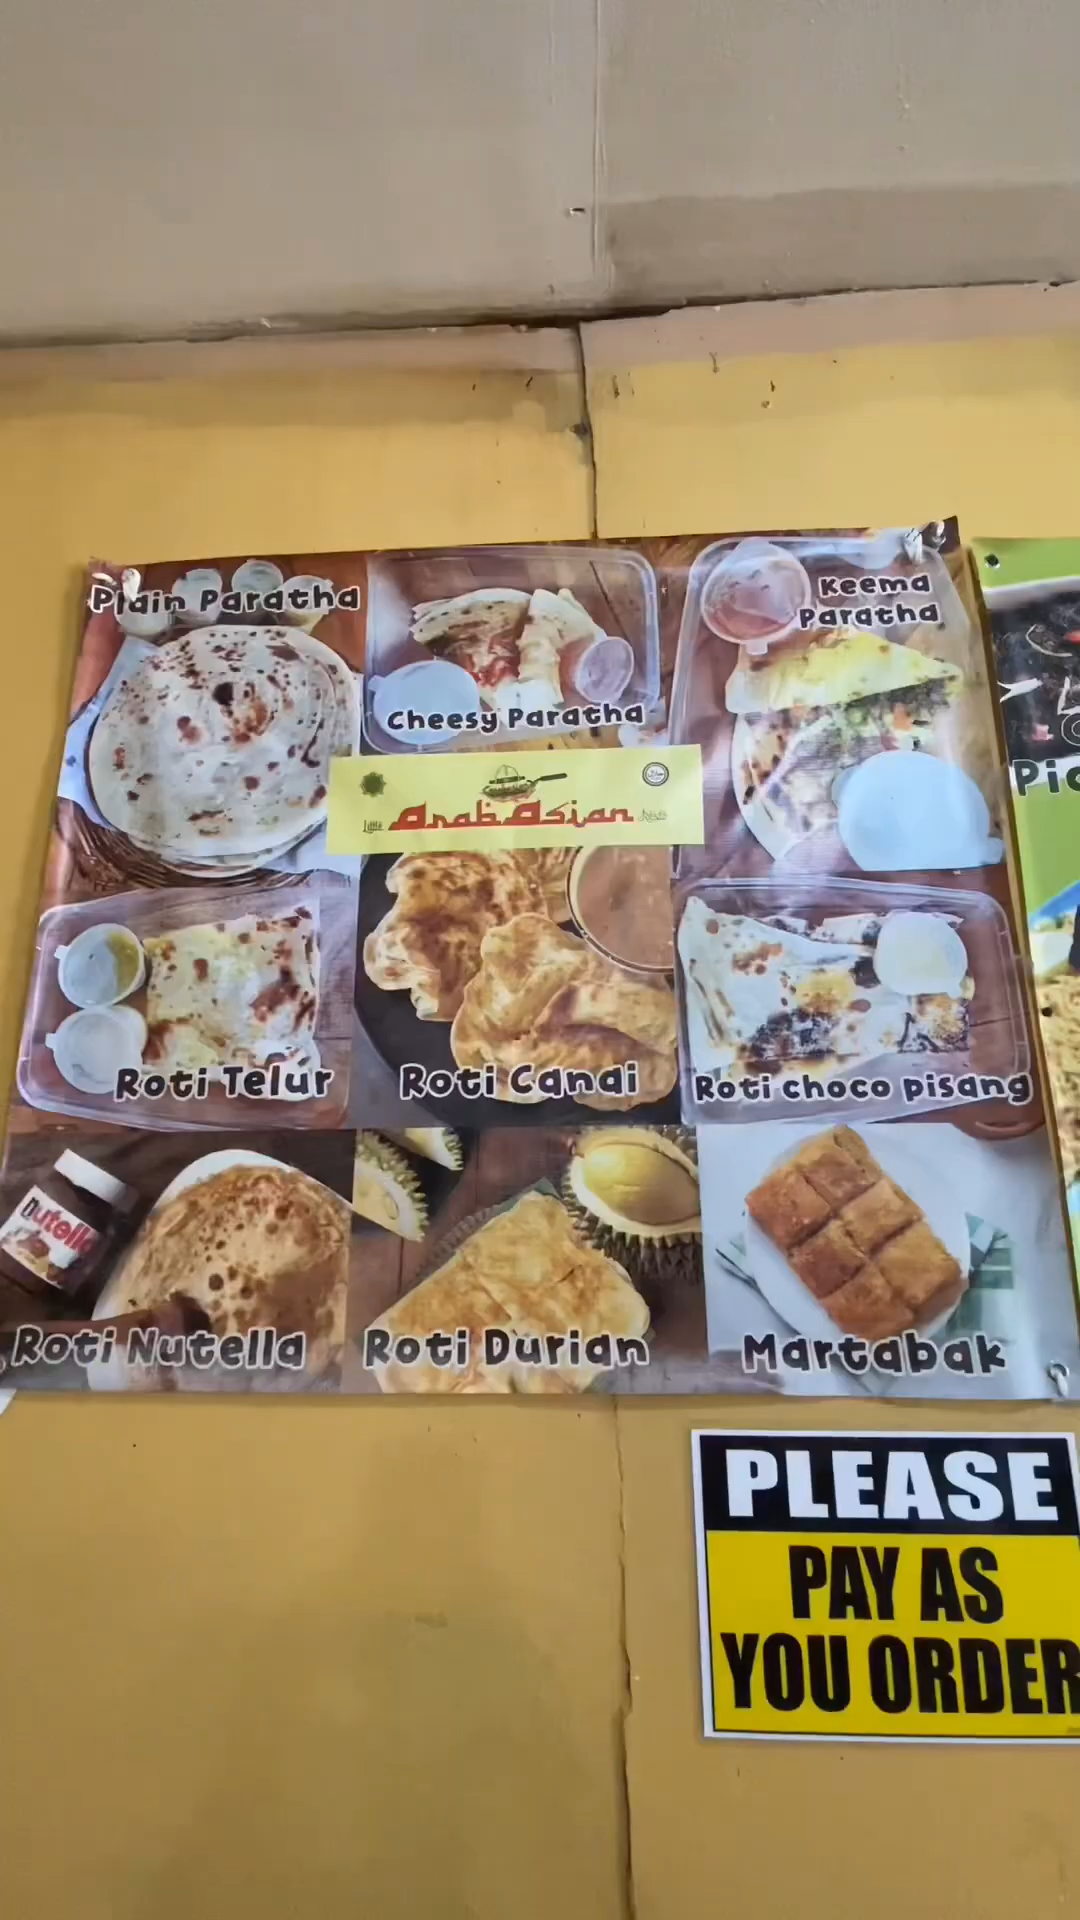 Plain Paratha
Cheesy Paratha
Keema
Paratha
Little ArabAsian
Roti Telur
Roti Canai
Roti choco pisang
nutella
Roti Nutella
Roti Durian
Martabak
PLEASE
PAY AS
YOU ORDER